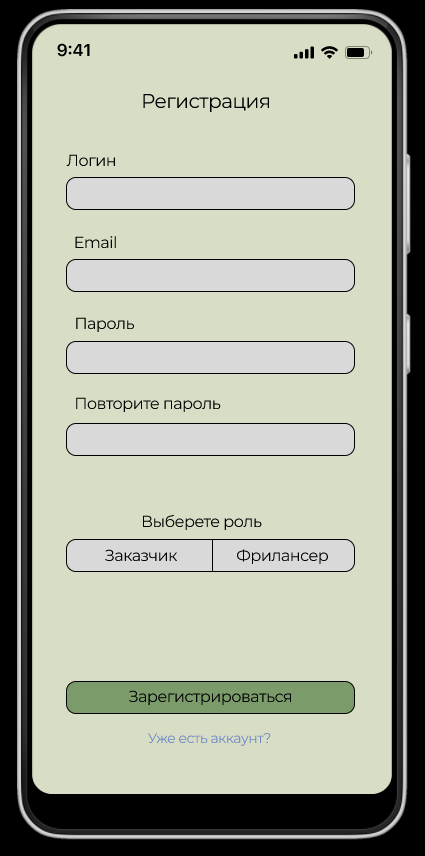 9:41
Регистрация
Логин
Email
Пароль
Повторите пароль
Выберете роль
Заказчик Фрилансер
Зарегистрироваться
Уже есть аккаунт?